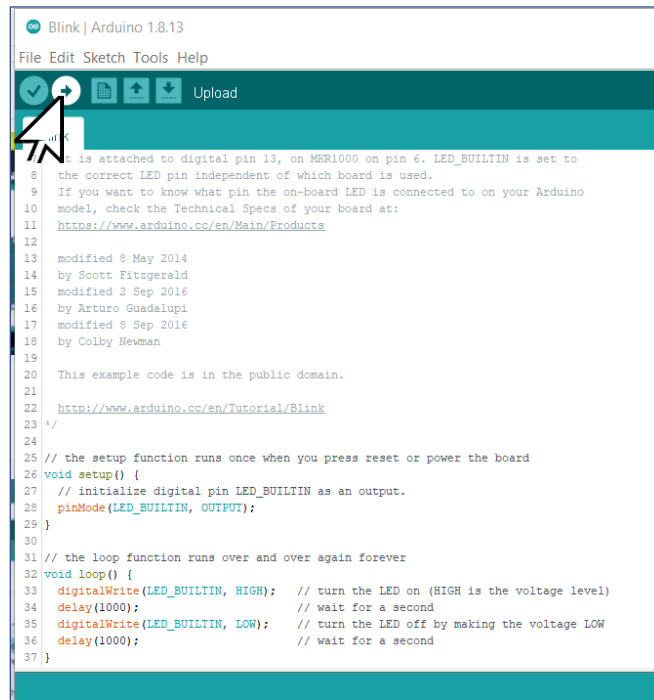 Blink | Arduino 1.8.13
File Edit Sketch Tools Help
Upload
it is attached to digital pin 13, on MKR1000 on pin 6. LED_BUILTIN is set to
8 the correct LED pin independent of which board is used.
9 If you want to know what pin the on-board LED is connected to on your Arduino
10 model, check the Technical Specs of your board at:
11 https://www.arduino.cc/en/Main/Products
12
13 modified 8 May 2014
14 by Scott Fitzgerald
15 modified 2 Sep 2016
16 by Arturo Guadalupi
17 modified 8 Sep 2016
18 by Colby Newman
19
20 This example code is in the public domain.
21
22 http://www.arduino.cc/en/Tutorial/Blink
23 */
24
25 // the setup function runs once when you press reset or power the board
26 void setup() {
27 // initialize digital pin LED_BUILTIN as an output.
28 pinMode(LED_BUILTIN, OUTPUT);
29 }
30
31 // the loop function runs over and over again forever
32 void loop() {
33 digitalWrite(LED_BUILTIN, HIGH); // turn the LED on (HIGH is the voltage level)
34 delay(1000); // wait for a second
35 digitalWrite(LED_BUILTIN, LOW); // turn the LED off by making the voltage LOW
36 delay(1000); // wait for a second
37 }